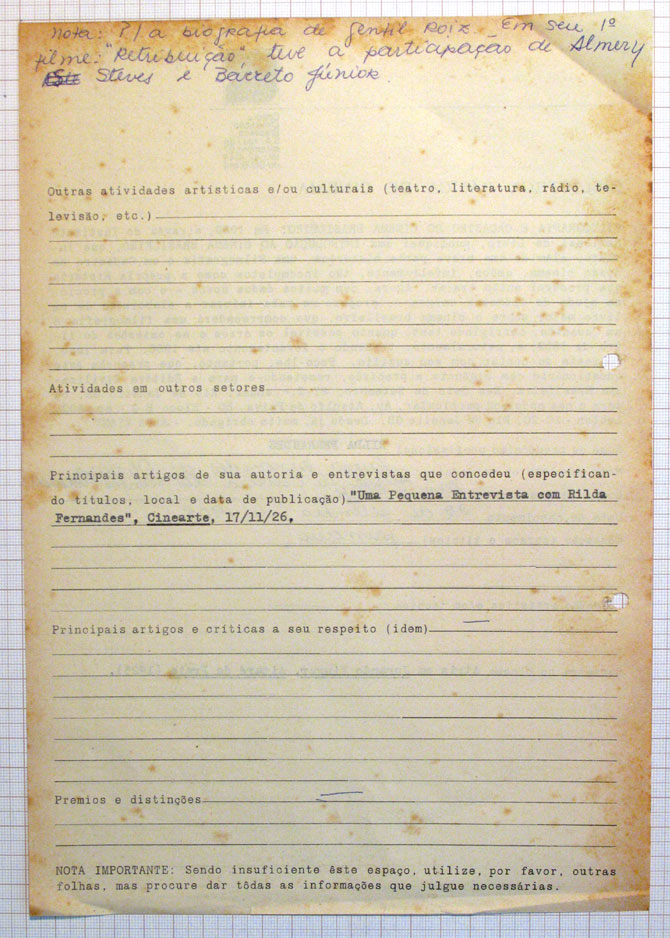 Nota: P/ a biografia de Gentil Roiz. Em seu 1º
filme: "Retribuição", teve a participação de Almery
Steves e Barreto Júnior.
Outras atividades artísticas e/ou culturais (teatro, literatura, rádio, te-
levisão, etc.)
Atividades em outros setores
Principais artigos de sua autoria e entrevistas que concedeu (especifican-
do títulos, local e data de publicação) "Uma Pequena Entrevista com Rilda
Fernandes", Cinearte, 17/11/26.
Principais artigos e críticas a seu respeito (idem)
Premios e distinções
NOTA IMPORTANTE: Sendo insuficiente êste espaço, utilize, por favor, outras
folhas, mas procure dar tôdas as informações que julgue necessárias.